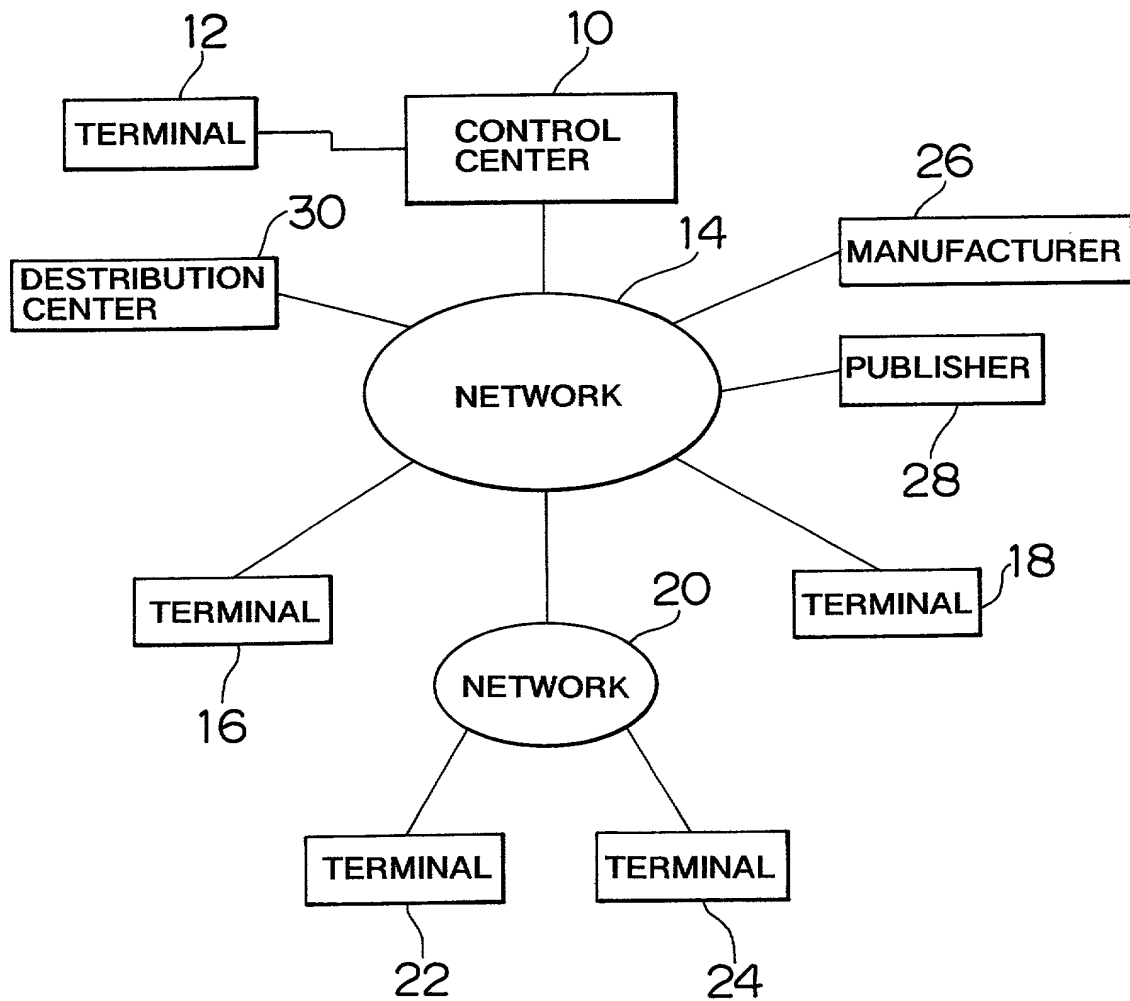 12
10
TERMINAL
CONTROL
CENTER
26
30
14
MANUFACTURER
DESTRIBUTION
CENTER
PUBLISHER
NETWORK
28
18
TERMINAL
20
TERMINAL
NETWORK
16
TERMINAL
TERMINAL
22
24